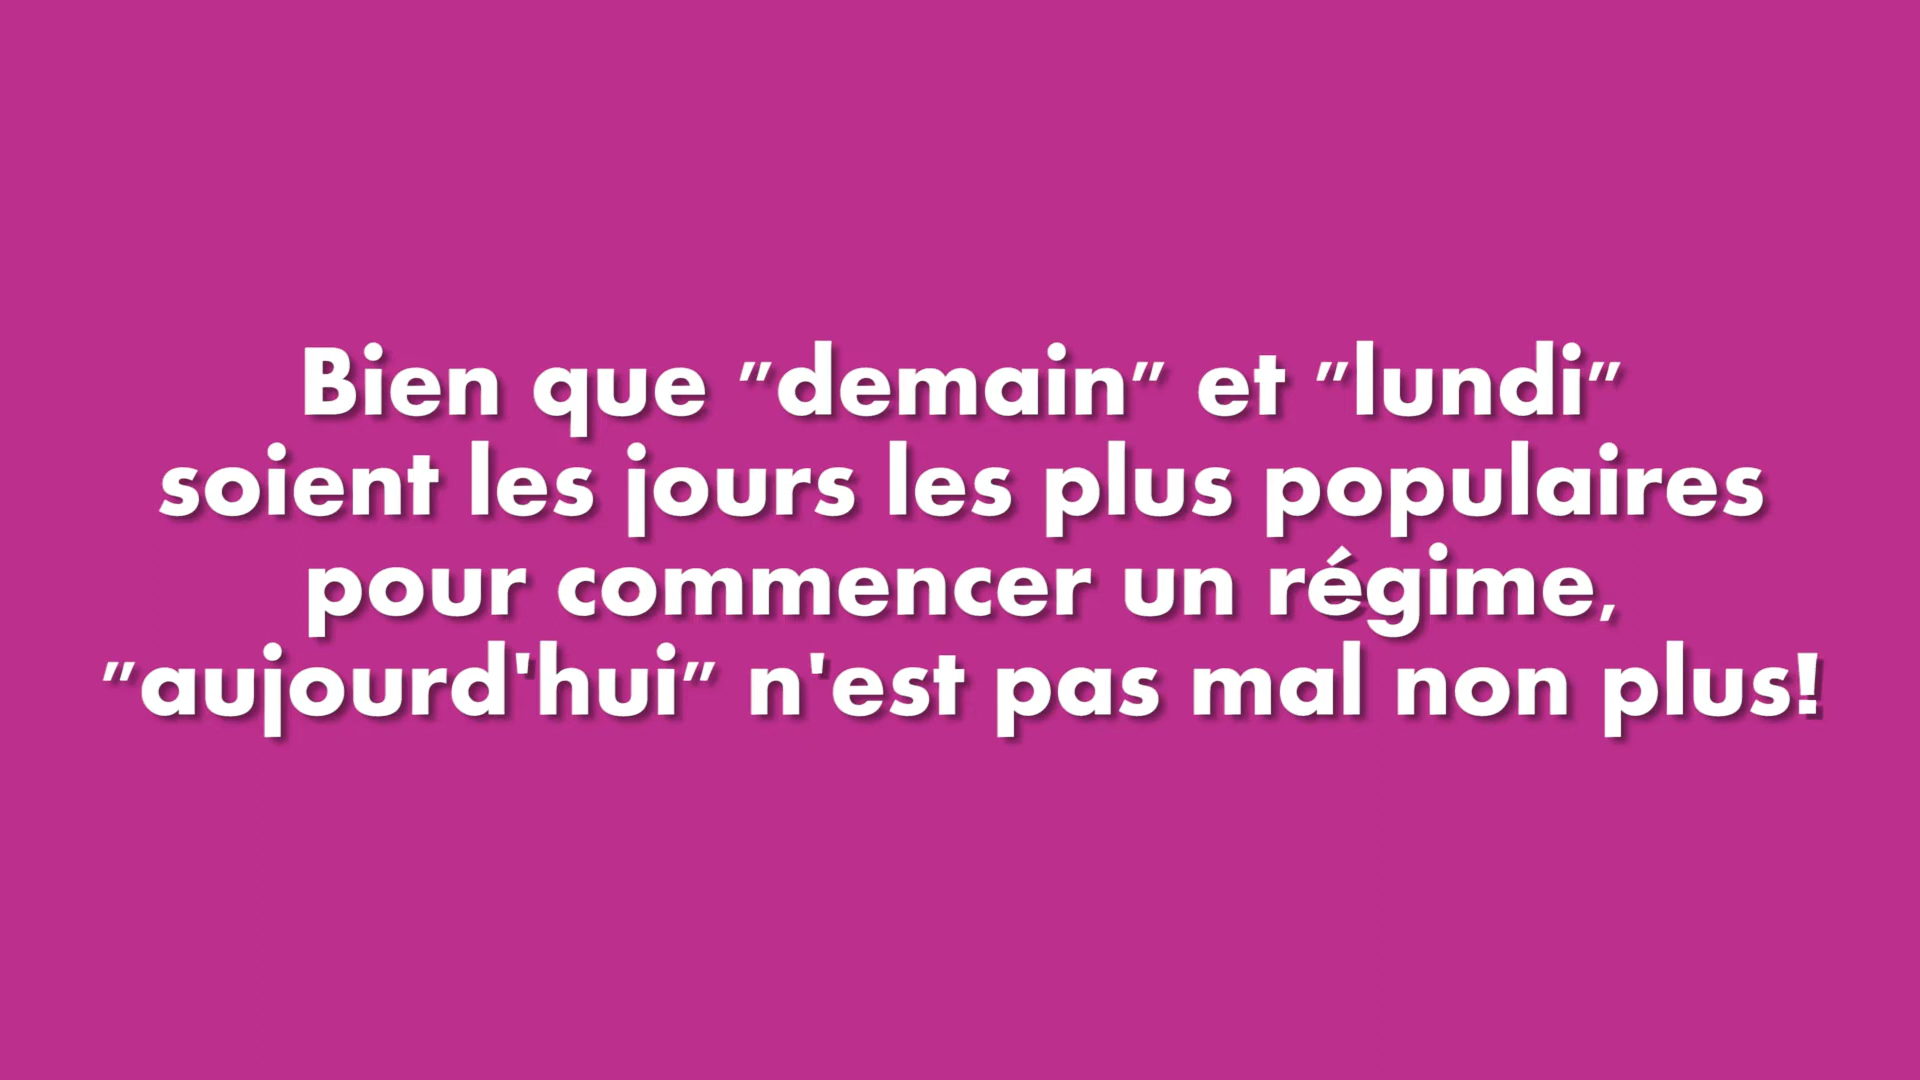 Bien que "demain" et "lundi"
soient les jours les plus populaires
pour commencer un régime,
"aujourd'hui" n'est pas mal non plus!